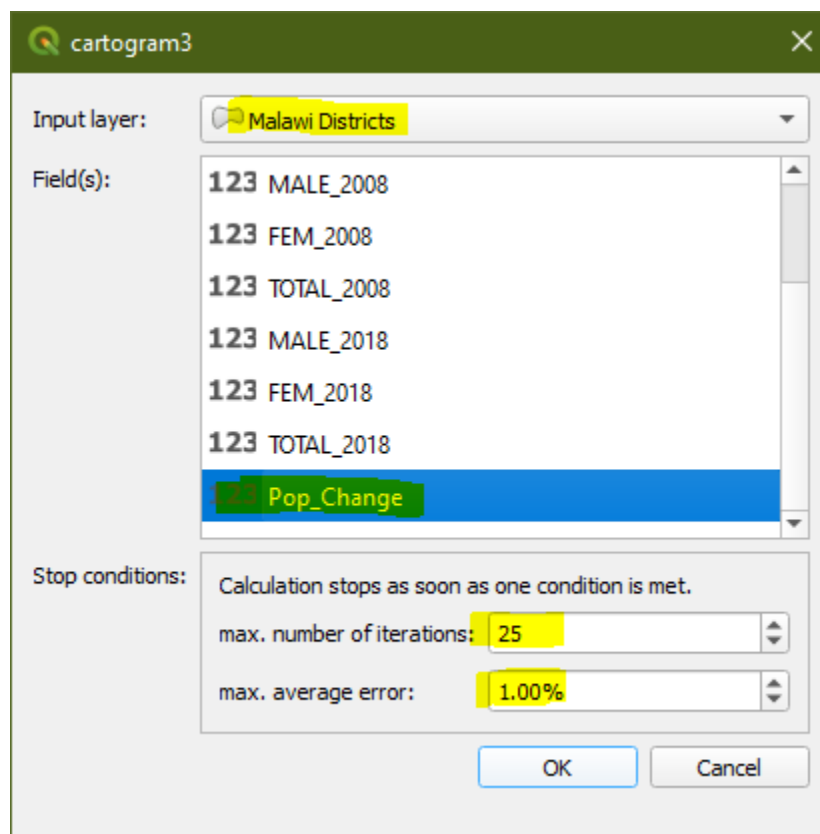 cartogram3
Input layer: Malawi Districts
Field(s):
123 MALE_2008
123 FEM_2008
123 TOTAL_2008
123 MALE_2018
123 FEM_2018
123 TOTAL_2018
123 Pop_Change
Stop conditions:
Calculation stops as soon as one condition is met.
max. number of iterations: 25
max. average error: 1.00%
OK Cancel